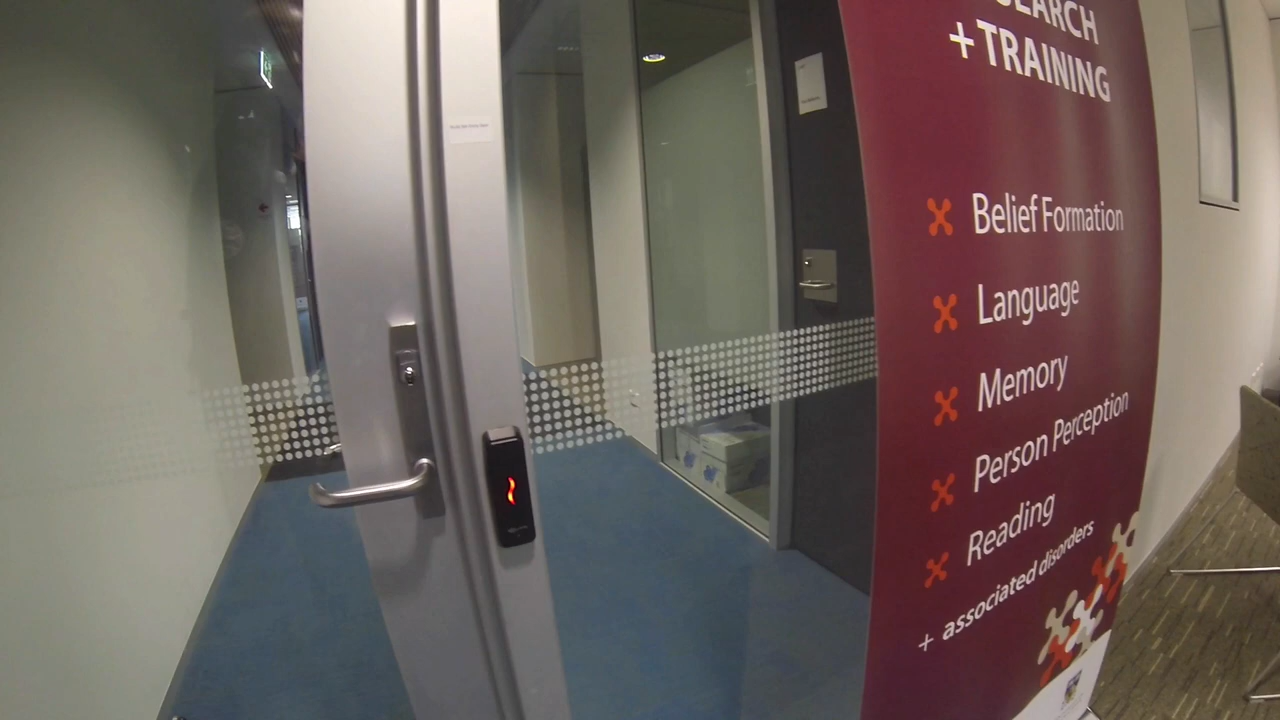 +TRAINING
Belief Formation
Language
Memory
Person Perception
Reading
+ associated disorders